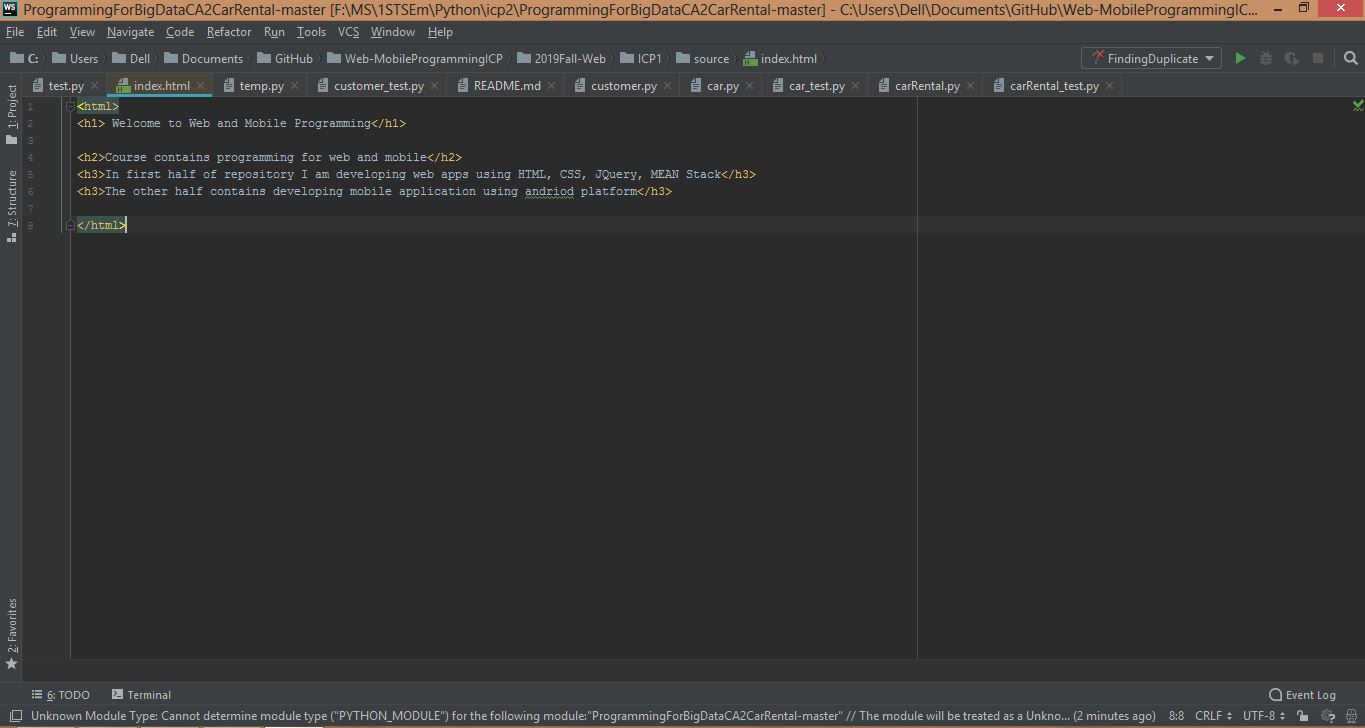 WS ProgrammingForBigDataCA2CarRental-master [F:\MS\1STSEm\Python\icp2\ProgrammingForBigDataCA2CarRental-master] - C:\Users\Dell\Documents\GitHub\Web-MobileProgrammingIC...
File Edit View Navigate Code Refactor Run Tools VCS Window Help
C: Users Dell Documents GitHub Web-MobileProgrammingICP 2019Fall-Web ICP1 source index.html FindingDuplicate
test.py index.html temp.py customer_test.py README.md customer.py car.py car_test.py carRental.py carRental_test.py
1: Project
7: Structure
2: Favorites
1 <html>
2 <h1> Welcome to Web and Mobile Programming</h1>
3
4 <h2>Course contains programming for web and mobile</h2>
5 <h3>In first half of repository I am developing web apps using HTML, CSS, JQuery, MEAN Stack</h3>
6 <h3>The other half contains developing mobile application using andriod platform</h3>
7
8 </html>
6: TODO Terminal Event Log
Unknown Module Type: Cannot determine module type ("PYTHON_MODULE") for the following module:"ProgrammingForBigDataCA2CarRental-master" // The module will be treated as a Unkno... (2 minutes ago) 8:8 CRLF UTF-8